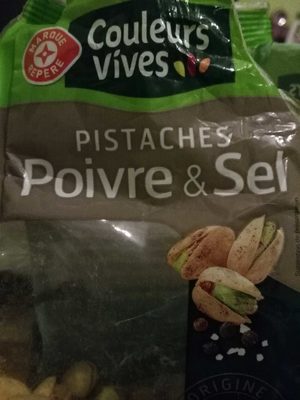 MARQUE
REPÈRE
Couleurs
Vives
PISTACHES
Poivre & Sel
ORIGINE